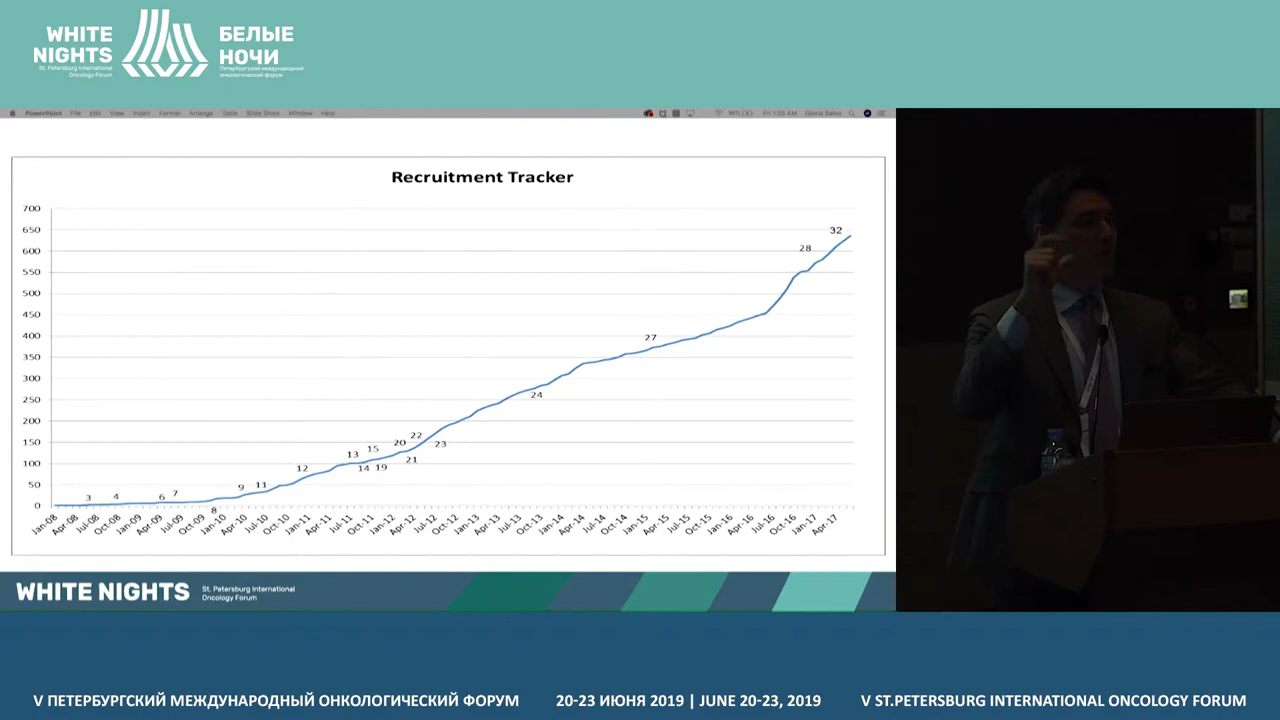 WHITE
NIGHTS
St. Petersburg International
Oncology Forum
БЕЛЫЕ
НОЧИ
Петербургский международный
онкологический форум
PowerPoint File Edit View Insert Format Arrange Tools Slide Show Window Help
Recruitment Tracker
700
650
600
550
500
450
400
350
300
250
200
150
100
50
0
3
4
6
7
8
9
11
12
13
14
15
19
20
21
22
23
24
27
28
32
Jan-08 Apr-08 Jul-08 Oct-08 Jan-09 Apr-09 Jul-09 Oct-09 Jan-10 Apr-10 Jul-10 Oct-10 Jan-11 Apr-11 Jul-11 Oct-11 Jan-12 Apr-12 Jul-12 Oct-12 Jan-13 Apr-13 Jul-13 Oct-13 Jan-14 Apr-14 Jul-14 Oct-14 Jan-15 Apr-15 Jul-15 Oct-15 Jan-16 Apr-16 Jul-16 Oct-16 Jan-17 Apr-17
WHITE NIGHTS
St. Petersburg International
Oncology Forum
V ПЕТЕРБУРГСКИЙ МЕЖДУНАРОДНЫЙ ОНКОЛОГИЧЕСКИЙ ФОРУМ
20-23 ИЮНЯ 2019 | JUNE 20-23, 2019
V ST.PETERSBURG INTERNATIONAL ONCOLOGY FORUM